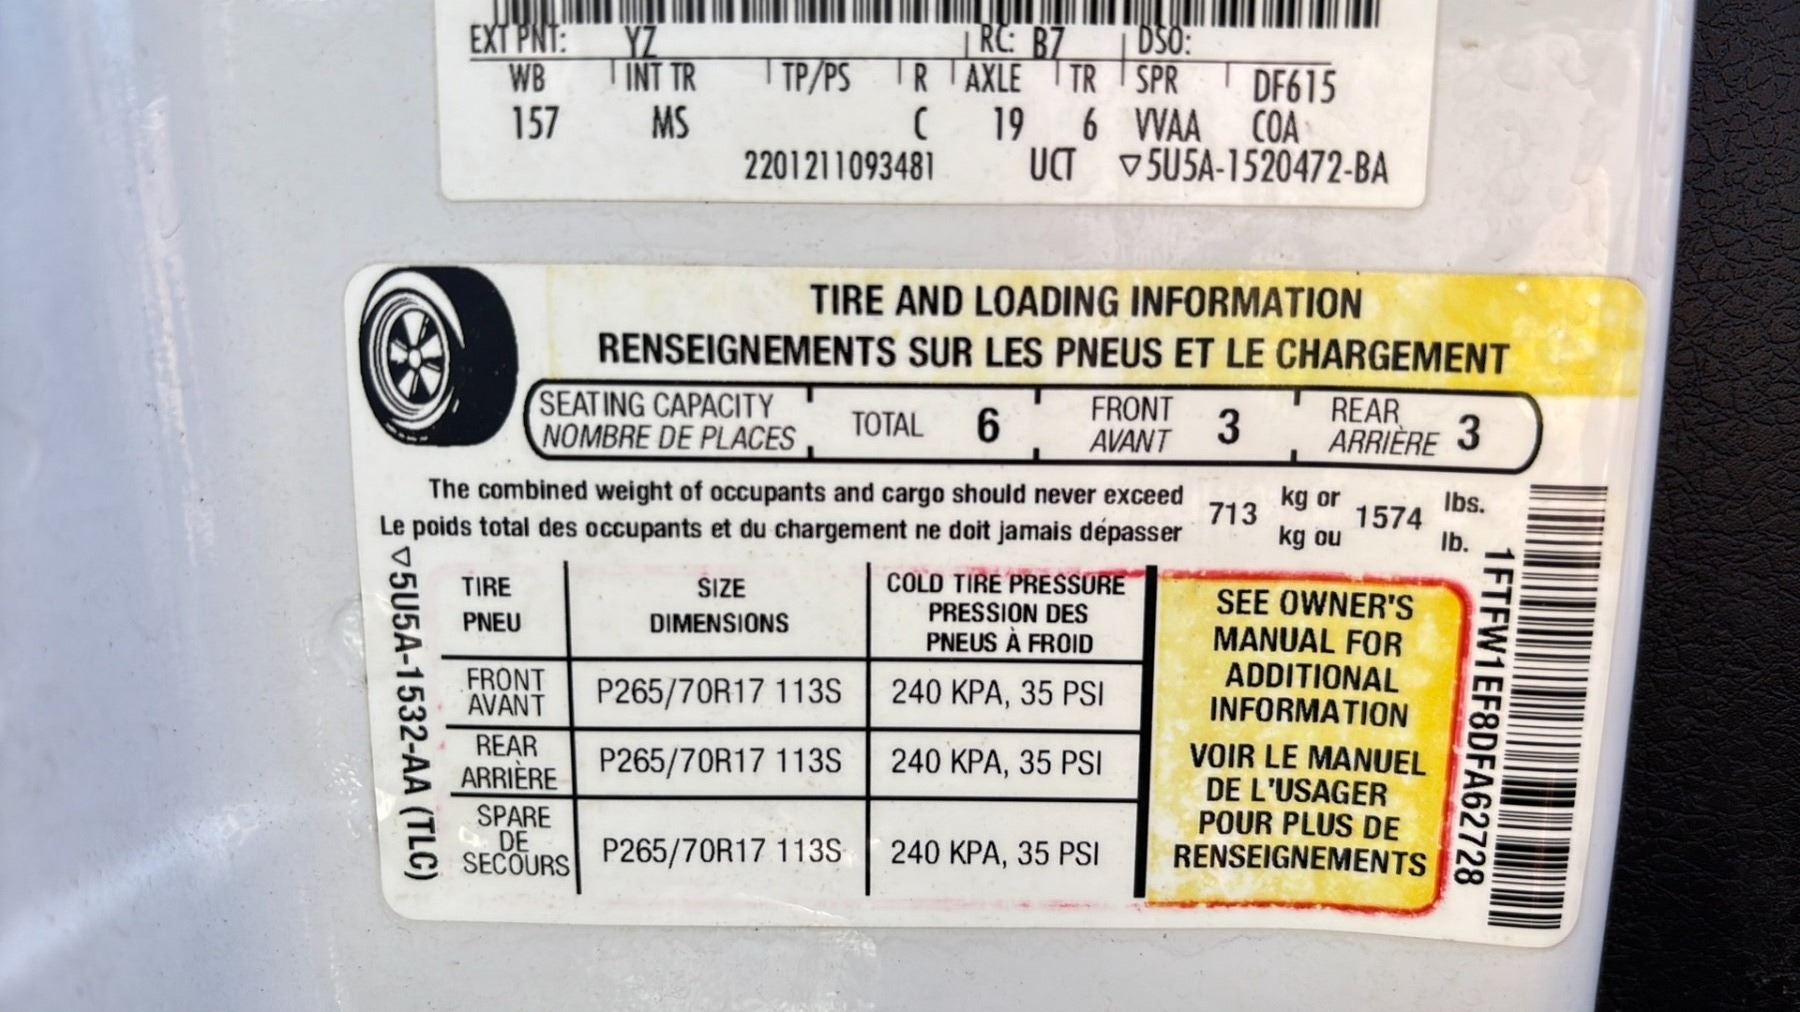 EXT PNT: YZ RC: B7 DSO:
WB INT TR TP/PS R AXLE TR SPR DF615
157 MS C 19 6 VVAA COA
2201211093481 UCT 5U5A-1520472-BA
TIRE AND LOADING INFORMATION
RENSEIGNEMENTS SUR LES PNEUS ET LE CHARGEMENT
SEATING CAPACITY
NOMBRE DE PLACES
TOTAL 6
FRONT
AVANT
3
REAR
ARRIÈRE
3
The combined weight of occupants and cargo should never exceed 713 kg or 1574 lbs.
Le poids total des occupants et du chargement ne doit jamais dépasser kg ou lb.
TIRE
PNEU
SIZE
DIMENSIONS
COLD TIRE PRESSURE
PRESSION DES
PNEUS À FROID
FRONT
AVANT
P265/70R17 113S 240 KPA, 35 PSI
REAR
ARRIÈRE
P265/70R17 113S 240 KPA, 35 PSI
SPARE
DE
SECOURS
P265/70R17 113S 240 KPA, 35 PSI
SEE OWNER'S
MANUAL FOR
ADDITIONAL
INFORMATION
VOIR LE MANUEL
DE L'USAGER
POUR PLUS DE
RENSEIGNEMENTS
5U5A-1532-AA (TLC)
1FTFW1EF8DFA62728